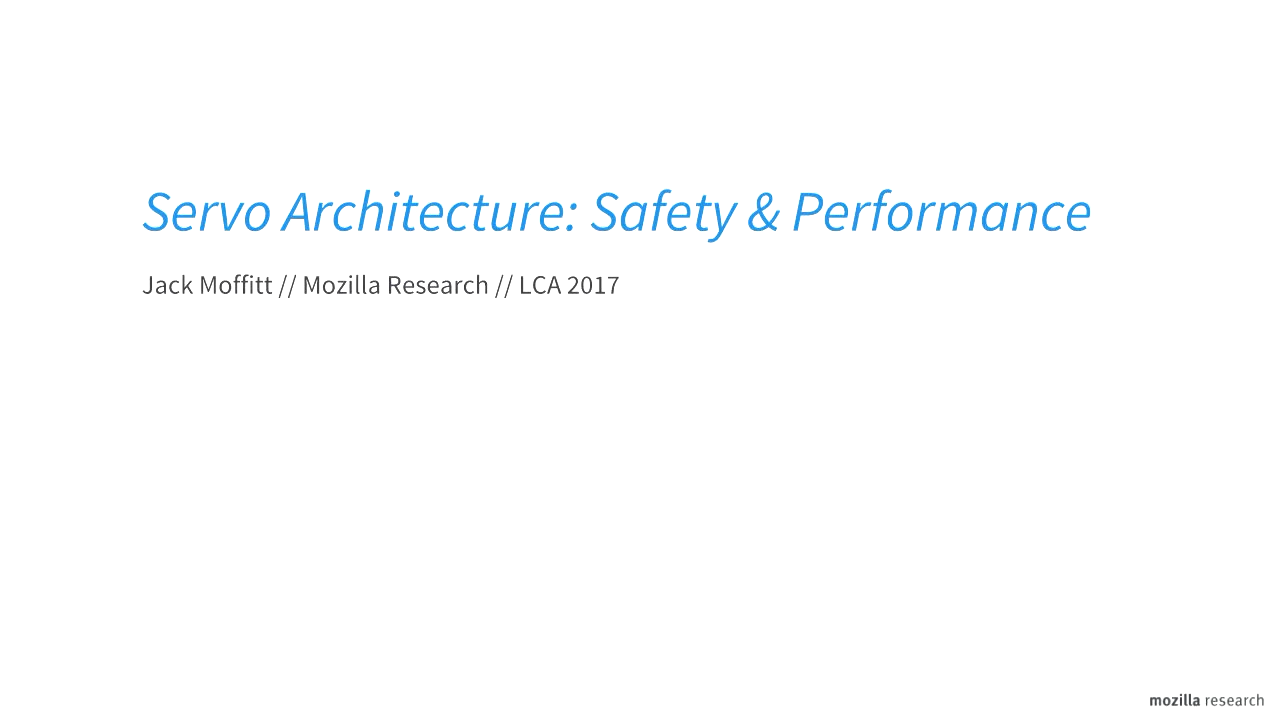 Servo Architecture: Safety & Performance
Jack Moffitt // Mozilla Research // LCA 2017
mozilla research